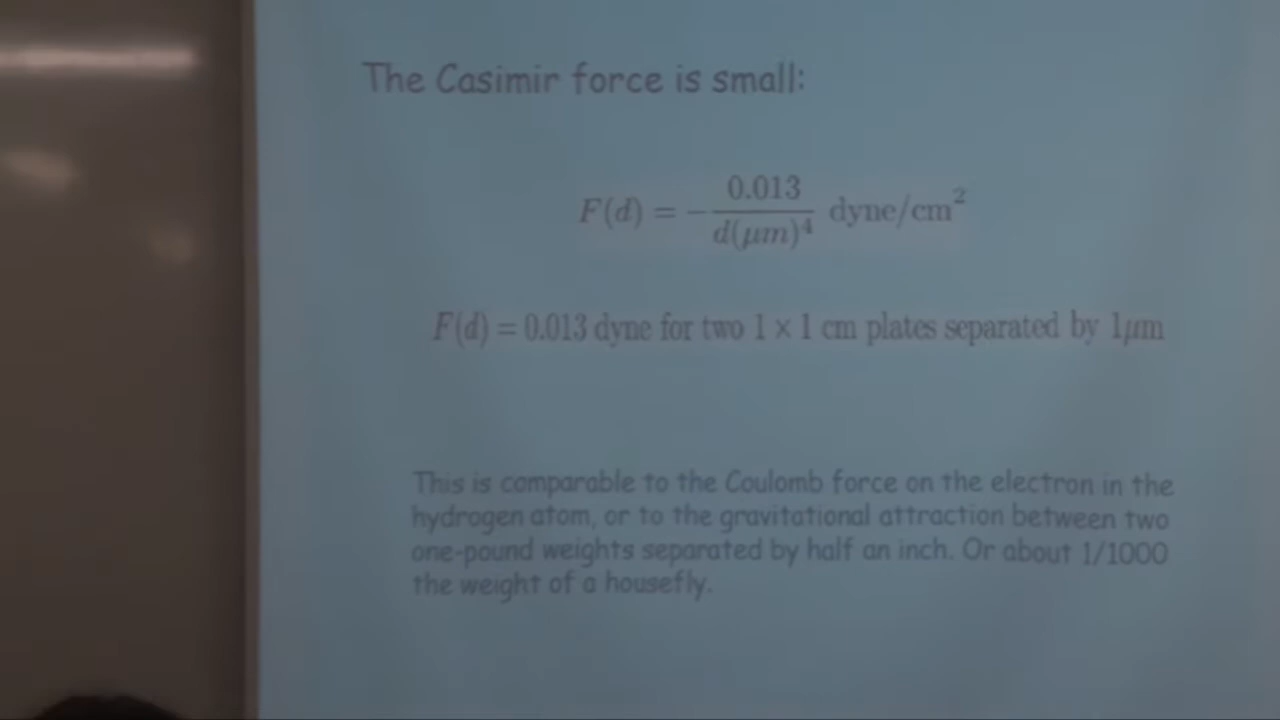 The Casimir force is small:
F(d) = − 0.013 / d(μm)⁴ dyne/cm²
F(d) = 0.013 dyne for two 1 × 1 cm plates separated by 1μm
This is comparable to the Coulomb force on the electron in the
hydrogen atom, or to the gravitational attraction between two
one-pound weights separated by half an inch. Or about 1/1000
the weight of a housefly.